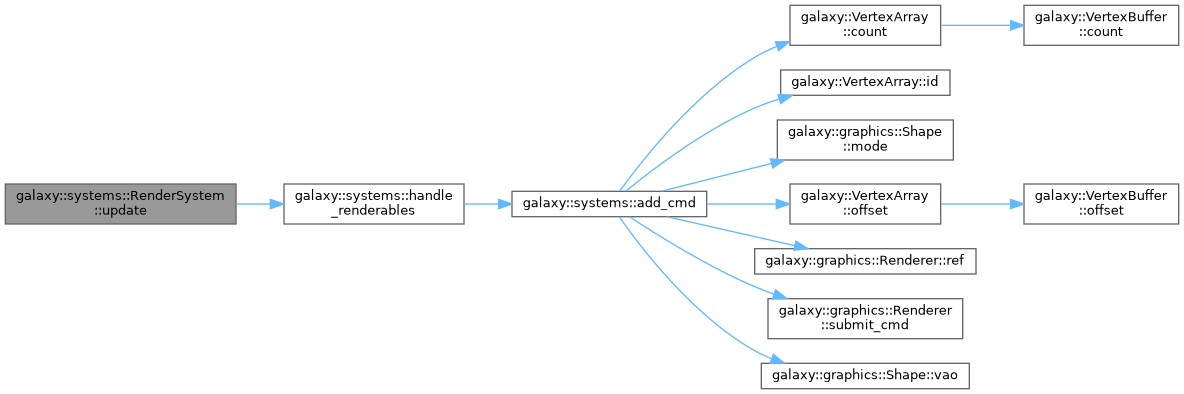 galaxy::systems::RenderSystem
::update
galaxy::systems::handle
_renderables
galaxy::systems::add_cmd
galaxy::VertexArray
::count
galaxy::VertexBuffer
::count
galaxy::VertexArray::id
galaxy::graphics::Shape
::mode
galaxy::VertexArray
::offset
galaxy::VertexBuffer
::offset
galaxy::graphics::Renderer::ref
galaxy::graphics::Renderer
::submit_cmd
galaxy::graphics::Shape::vao